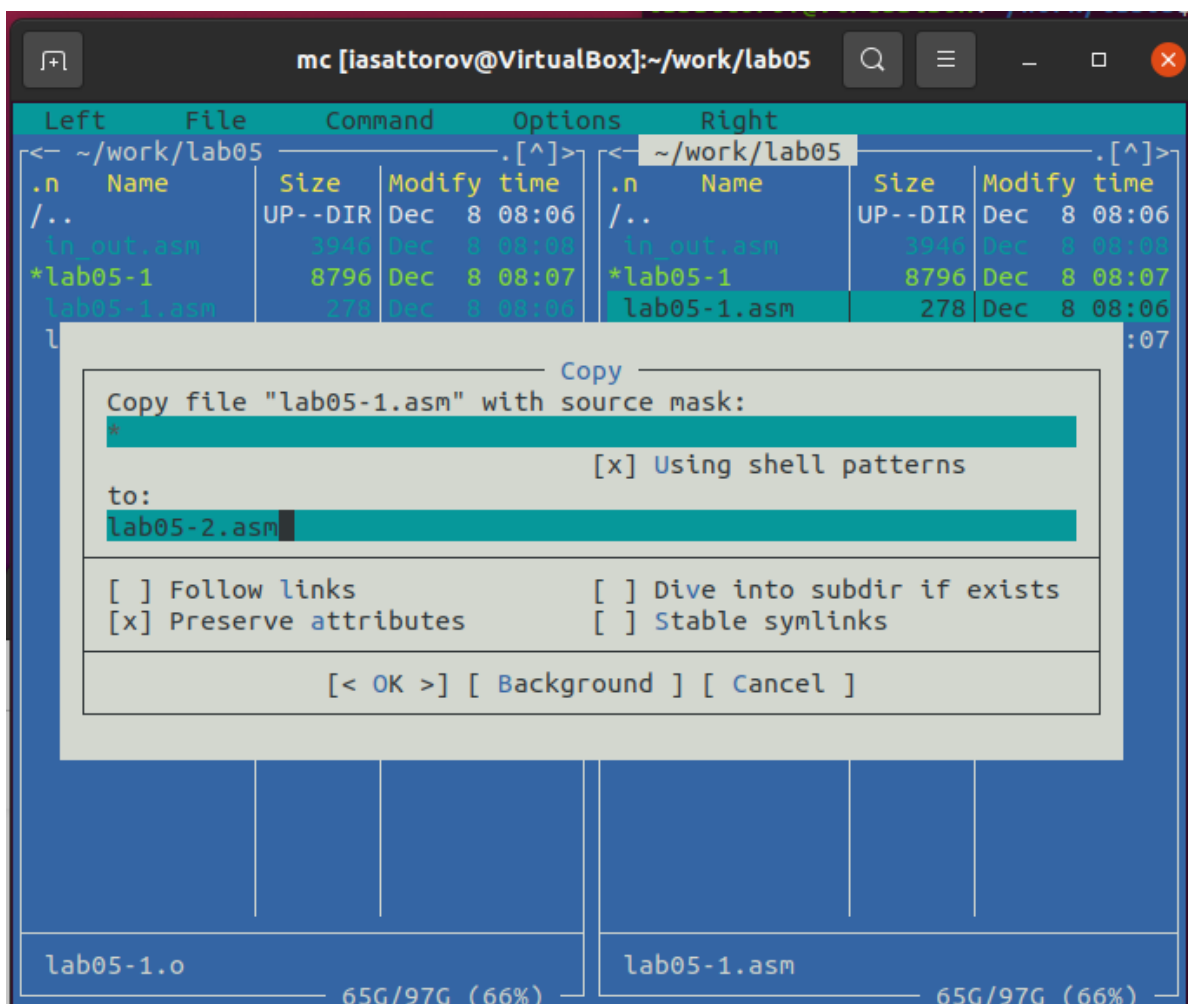 mc [iasattorov@VirtualBox]:~/work/lab05
Left File Command Options Right
<- ~/work/lab05 .[^]> <- ~/work/lab05 .[^]>
.n Name Size Modify time .n Name Size Modify time
/.. UP--DIR Dec 8 08:06 /.. UP--DIR Dec 8 08:06
in_out.asm 3946 Dec 8 08:08 in_out.asm 3946 Dec 8 08:08
*lab05-1 8796 Dec 8 08:07 *lab05-1 8796 Dec 8 08:07
lab05-1.asm 278 Dec 8 08:06 lab05-1.asm 278 Dec 8 08:06
l :07
Copy
Copy file "lab05-1.asm" with source mask:
*
[x] Using shell patterns
to:
lab05-2.asm
[ ] Follow links [ ] Dive into subdir if exists
[x] Preserve attributes [ ] Stable symlinks
[< OK >] [ Background ] [ Cancel ]
lab05-1.o lab05-1.asm
65G/97G (66%) 65G/97G (66%)